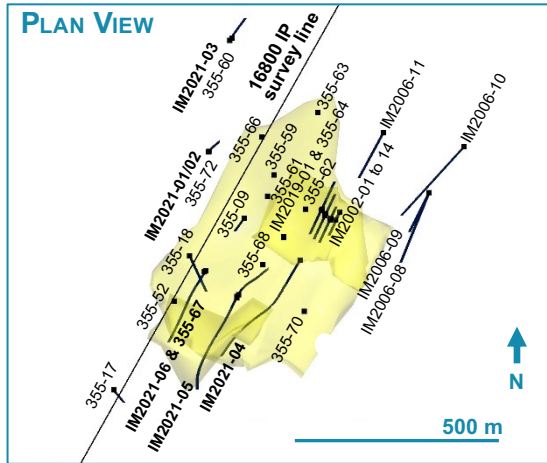 PLAN VIEW
IM2021-03
355-60
16800 IP
survey line
355-63
IM2006-11
IM2006-10
355-66
355-59
IM2019-01 & 355-64
355-61
355-62
IM2002-01 to 14
IM2021-01/02
355-72
355-09
355-18
355-68
IM2006-09
IM2006-08
355-52
355-17
IM2021-06 & 355-67
IM2021-05
IM2021-04
355-70
N
500 m